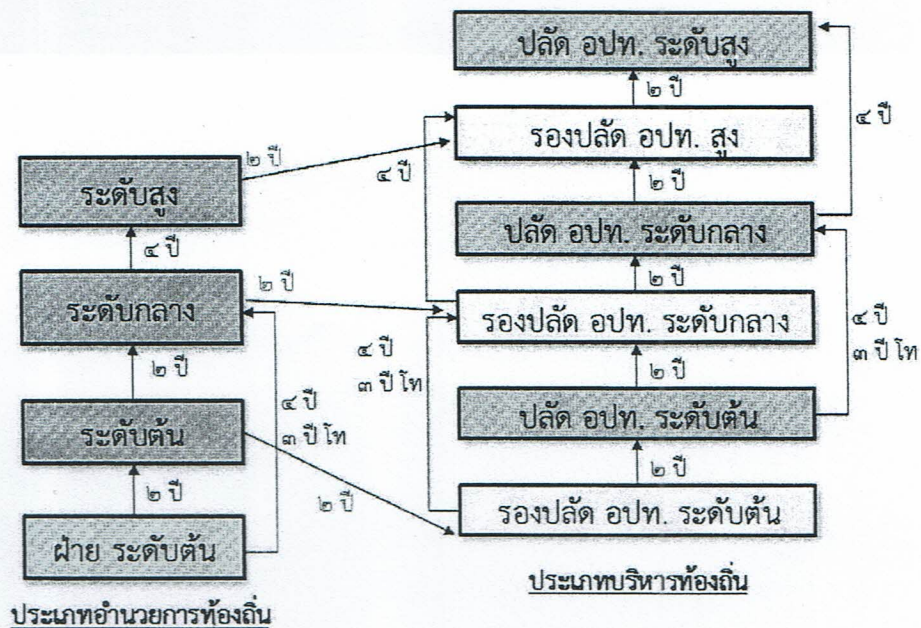 ปลัด อปท. ระดับสูง
๒ ปี
รองปลัด อปท. สูง
๔ ปี
๒ ปี
๔ ปี
๒ ปี
ระดับสูง
ปลัด อปท. ระดับกลาง
๔ ปี
๒ ปี
๒ ปี
ระดับกลาง
รองปลัด อปท. ระดับกลาง
๔ ปี
๓ ปี โท
๔ ปี
๓ ปี โท
๒ ปี
๒ ปี
ระดับต้น
๔ ปี
๓ ปี โท
ปลัด อปท. ระดับต้น
๒ ปี
๒ ปี
๒ ปี
ฝ่าย ระดับต้น
รองปลัด อปท. ระดับต้น
ประเภทอำนวยการท้องถิ่น
ประเภทบริหารท้องถิ่น